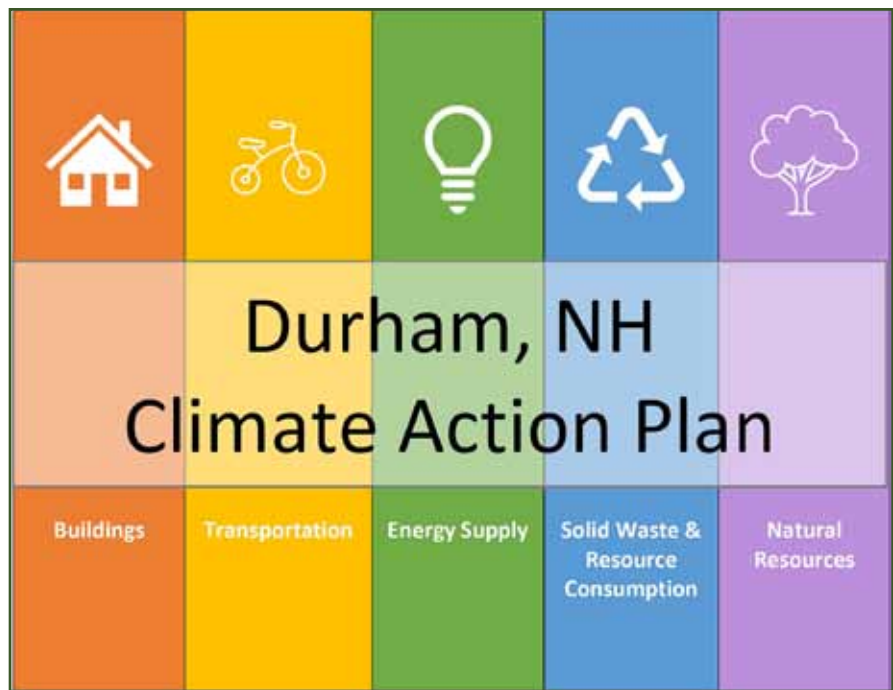 Durham, NH
Climate Action Plan
Buildings
Transportation
Energy Supply
Solid Waste &
Resource
Consumption
Natural
Resources